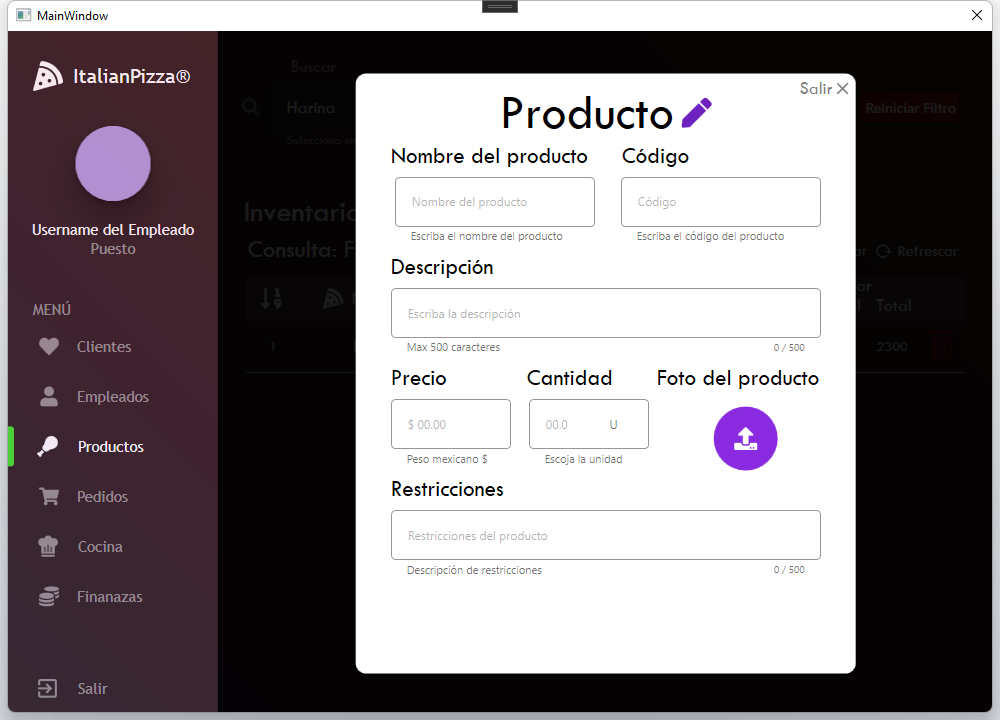 MainWindow
ItalianPizza®
Username del Empleado
Puesto
MENÚ
Clientes
Empleados
Productos
Pedidos
Cocina
Finanazas
Salir
Buscar
Harina
Reiniciar Filtro
Inventario
Consulta: F
Refrescar
Total
1
2300
Salir
Producto
Nombre del producto Código
Nombre del producto Código
Escriba el nombre del producto Escriba el código del producto
Descripción
Escriba la descripción
Max 500 caracteres 0 / 500
Precio Cantidad Foto del producto
$ 00.00 00.0 U
Peso mexicano $ Escoja la unidad
Restricciones
Restricciones del producto
Descripción de restricciones 0 / 500